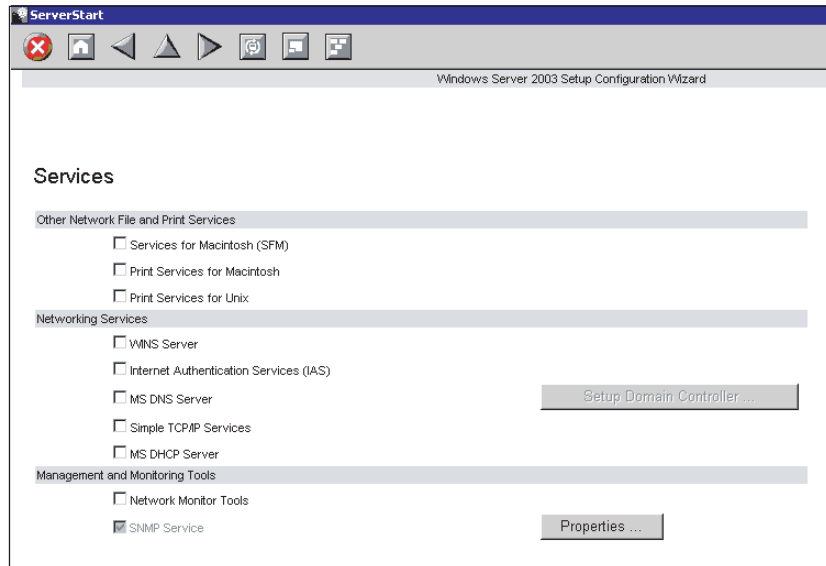 ServerStart
Windows Server 2003 Setup Configuration Wizard
Services
Other Network File and Print Services
Services for Macintosh (SFM)
Print Services for Macintosh
Print Services for Unix
Networking Services
WINS Server
Internet Authentication Services (IAS)
MS DNS Server
Setup Domain Controller ...
Simple TCP/IP Services
MS DHCP Server
Management and Monitoring Tools
Network Monitor Tools
SNMP Service
Properties ...